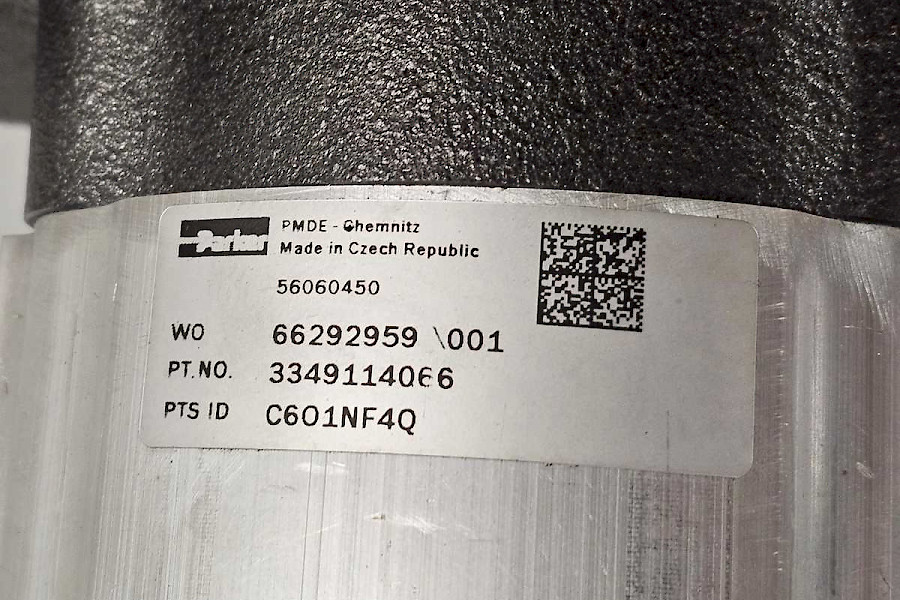 Parker
PMDE - Chemnitz
Made in Czech Republic
56060450
WO 66292959 \001
PT.NO. 3349114066
PTS ID C601NF4Q